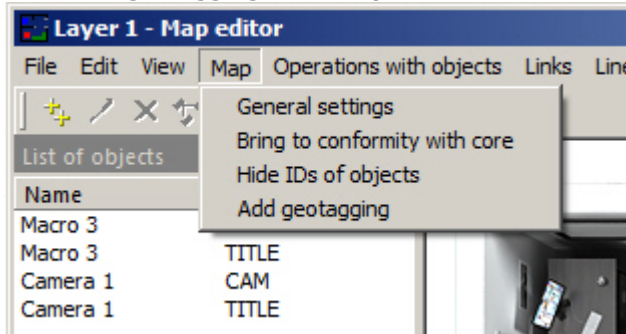 Layer 1 - Map editor
File Edit View Map Operations with objects Links Line
General settings
Bring to conformity with core
Hide IDs of objects
Add geotagging
List of objects
Name
Macro 3
Macro 3 TITLE
Camera 1 CAM
Camera 1 TITLE